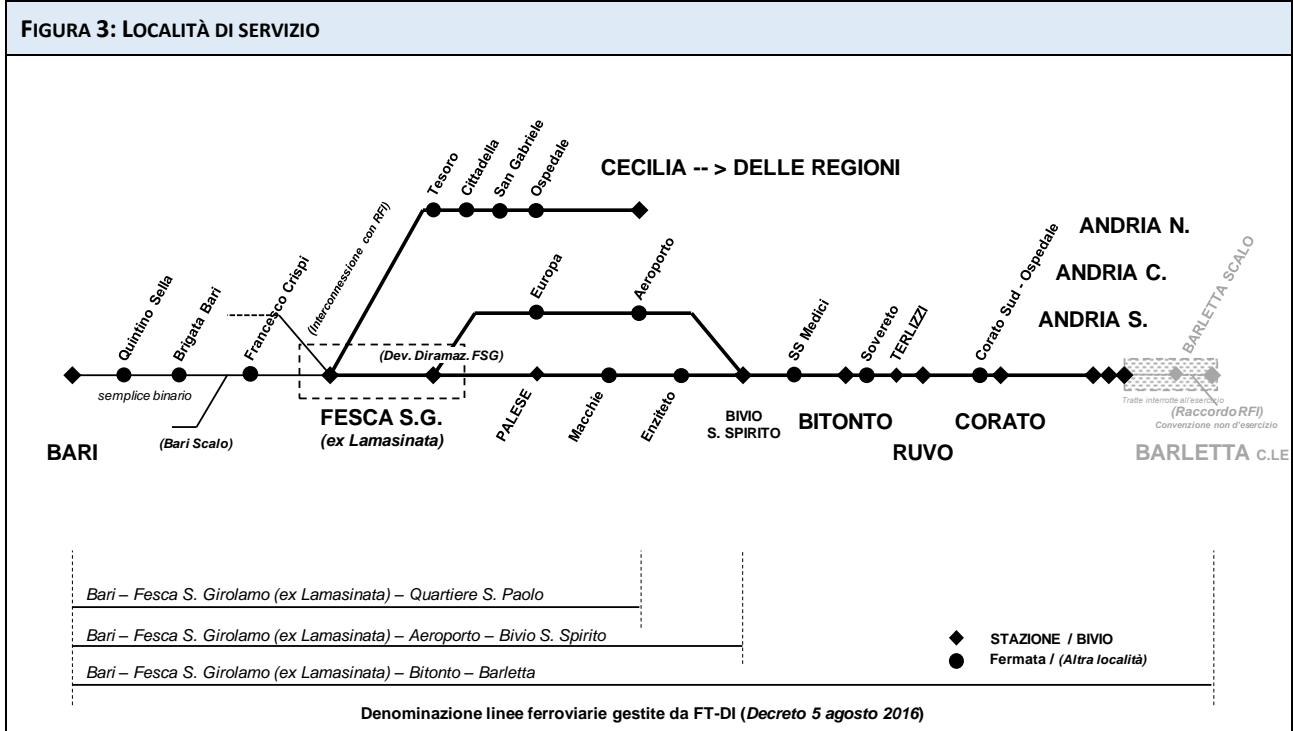 FIGURA 3: LOCALITÀ DI SERVIZIO
Tesoro
Cittadella
San Gabriele
Ospedale
CECILIA -- > DELLE REGIONI
(Interconnessione con RFI)
Quintino Sella
Brigata Bari
Francesco Crispi
Europa
Aeroporto
(Dev. Diramaz. FSG)
SS Medici
Sovereto
TERLIZZI
Corato Sud - Ospedale
ANDRIA N.
ANDRIA C.
ANDRIA S.
BARLETTA SCALO
semplice binario
(Bari Scalo)
BARI
FESCA S.G.
(ex Lamasinata)
PALESE
Macchie
Enziteto
BIVIO
S. SPIRITO
BITONTO
RUVO
CORATO
Tratte interrotte all'esercizio
(Raccordo RFI)
Convenzione non d'esercizio
BARLETTA C.LE
Bari – Fesca S. Girolamo (ex Lamasinata) – Quartiere S. Paolo
Bari – Fesca S. Girolamo (ex Lamasinata) – Aeroporto – Bivio S. Spirito
Bari – Fesca S. Girolamo (ex Lamasinata) – Bitonto – Barletta
STAZIONE / BIVIO
Fermata / (Altra località)
Denominazione linee ferroviarie gestite da FT-DI (Decreto 5 agosto 2016)